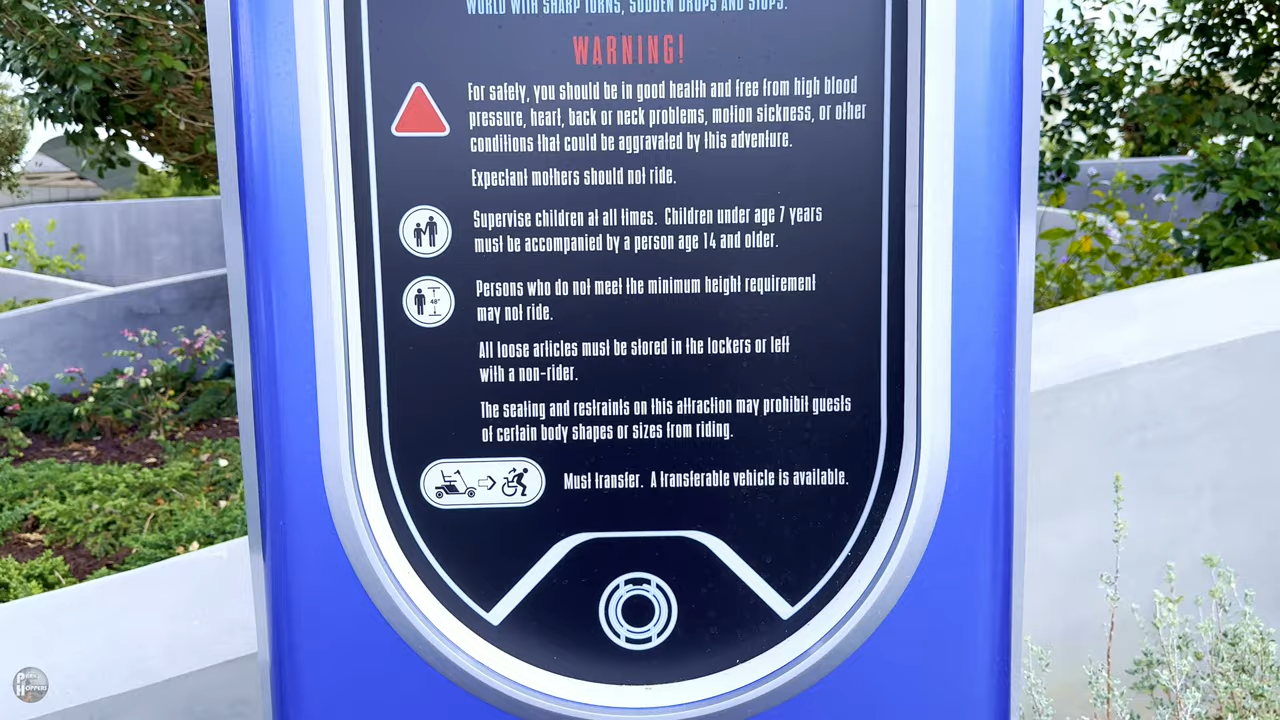 WORLD WITH SHARP TURNS, SUDDEN DROPS AND STOPS.
WARNING!
For safety, you should be in good health and free from high blood
pressure, heart, back or neck problems, motion sickness, or other
conditions that could be aggravated by this adventure.
Expectant mothers should not ride.
Supervise children at all times. Children under age 7 years
must be accompanied by a person age 14 and older.
48"
Persons who do not meet the minimum height requirement
may not ride.
All loose articles must be stored in the lockers or left
with a non-rider.
The seating and restraints on this attraction may prohibit guests
of certain body shapes or sizes from riding.
Must transfer. A transferable vehicle is available.
PARK
HOPPERS